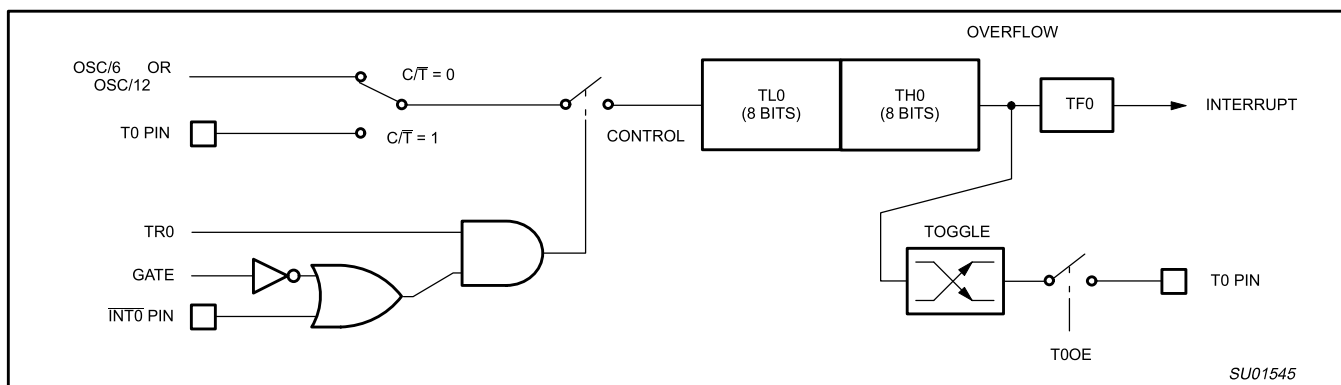 OVERFLOW
OSC/6 OR
OSC/12
C/T̅ = 0
TL0
(8 BITS)
TH0
(8 BITS)
TF0
INTERRUPT
T0 PIN
C/T̅ = 1
CONTROL
TR0
TOGGLE
GATE
T0 PIN
I̅N̅T̅0̅ PIN
T0OE
SU01545